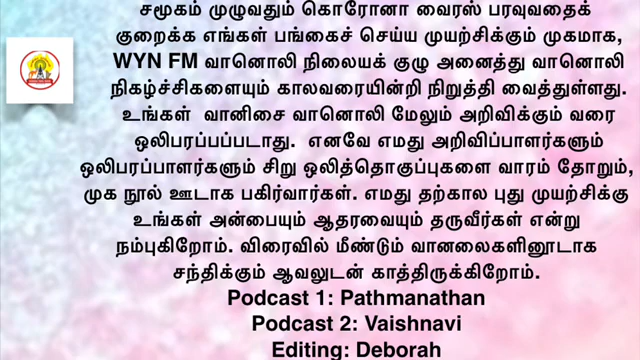 சமூகம் முழுவதும் கொரோனா வைரஸ் பரவுவதைக்
குறைக்க எங்கள் பங்கைச் செய்ய முயற்சிக்கும் முகமாக,
WYN FM வானொலி நிலையக் குழு அனைத்து வானொலி
நிகழ்ச்சிகளையும் காலவரையின்றி நிறுத்தி வைத்துள்ளது.
உங்கள் வானிசை வானொலி மேலும் அறிவிக்கும் வரை
ஒலிபரப்பப்படாது. எனவே எமது அறிவிப்பாளர்களும்
ஒலிபரப்பாளர்களும் சிறு ஒலித்தொகுப்புகளை வாரம் தோறும்,
முக நூல் ஊடாக பகிர்வார்கள். எமது தற்கால புது முயற்சிக்கு
உங்கள் அன்பையும் ஆதரவையும் தருவீர்கள் என்று
நம்புகிறோம். விரைவில் மீண்டும் வானலைகளினூடாக
சந்திக்கும் ஆவலுடன் காத்திருக்கிறோம்.
Podcast 1: Pathmanathan
Podcast 2: Vaishnavi
Editing: Deborah